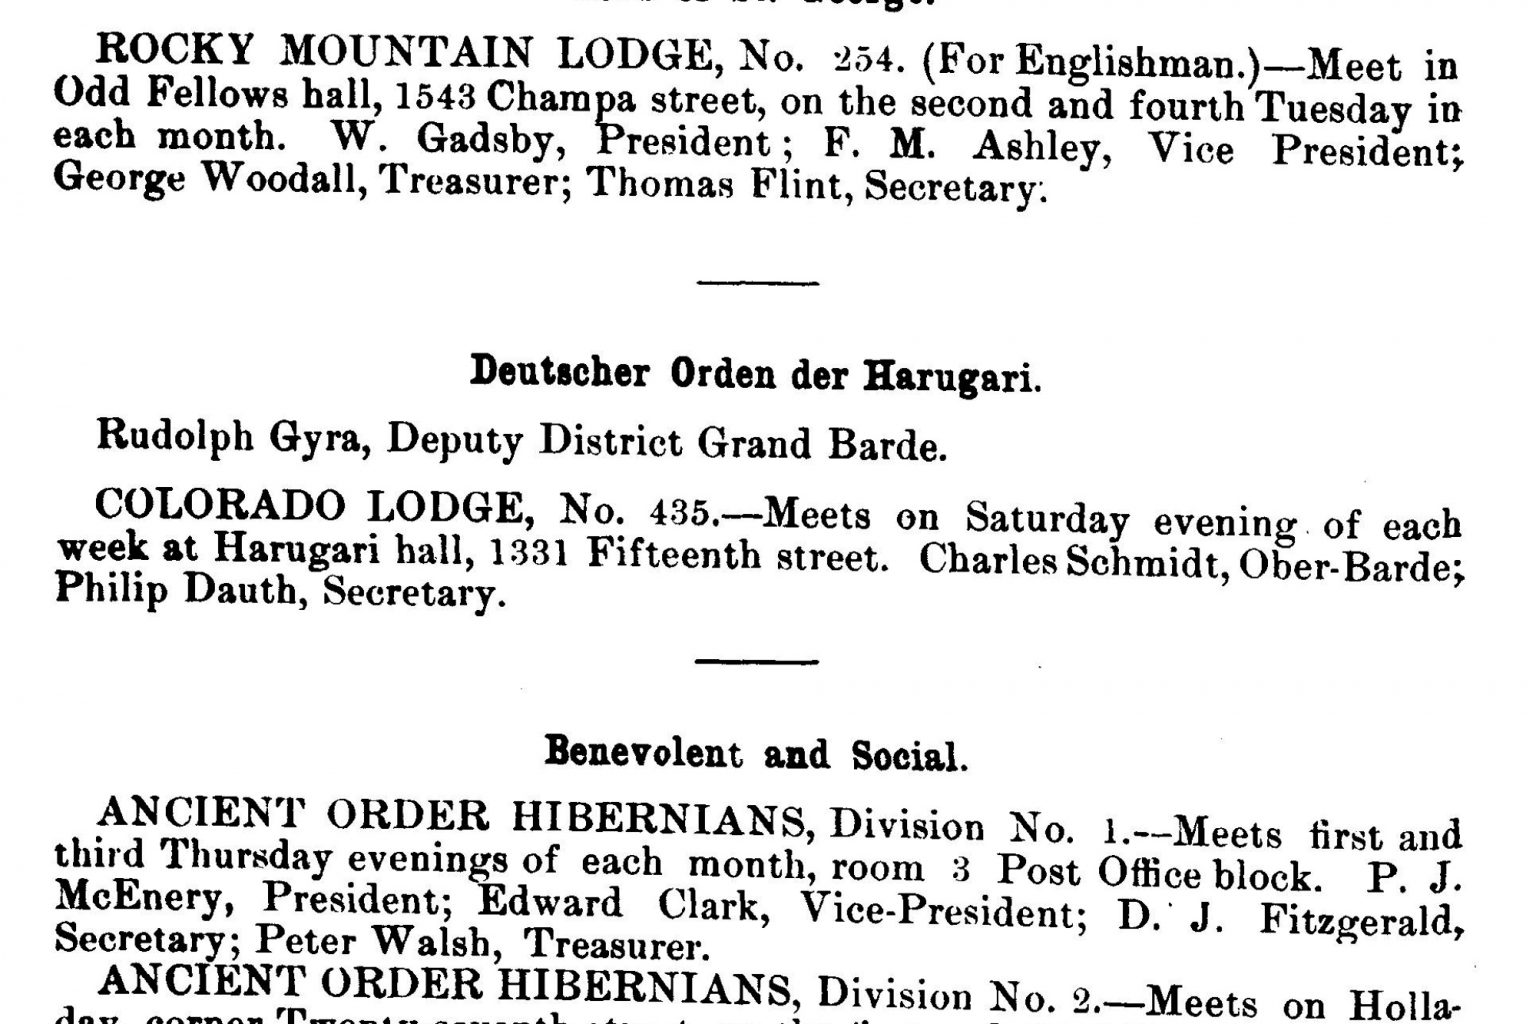 St. George.
ROCKY MOUNTAIN LODGE, No. 254. (For Englishman.)—Meet in
Odd Fellows hall, 1543 Champa street, on the second and fourth Tuesday in
each month. W. Gadsby, President; F. M. Ashley, Vice President;
George Woodall, Treasurer; Thomas Flint, Secretary.
Deutscher Orden der Harugari.
Rudolph Gyra, Deputy District Grand Barde.
COLORADO LODGE, No. 435.—Meets on Saturday evening of each
week at Harugari hall, 1331 Fifteenth street. Charles Schmidt, Ober-Barde;
Philip Dauth, Secretary.
Benevolent and Social.
ANCIENT ORDER HIBERNIANS, Division No. 1.—Meets first and
third Thursday evenings of each month, room 3 Post Office block. P. J.
McEnery, President; Edward Clark, Vice-President; D. J. Fitzgerald,
Secretary; Peter Walsh, Treasurer.
ANCIENT ORDER HIBERNIANS, Division No. 2.—Meets on Holla-
day, corner Twenty-seventh street,